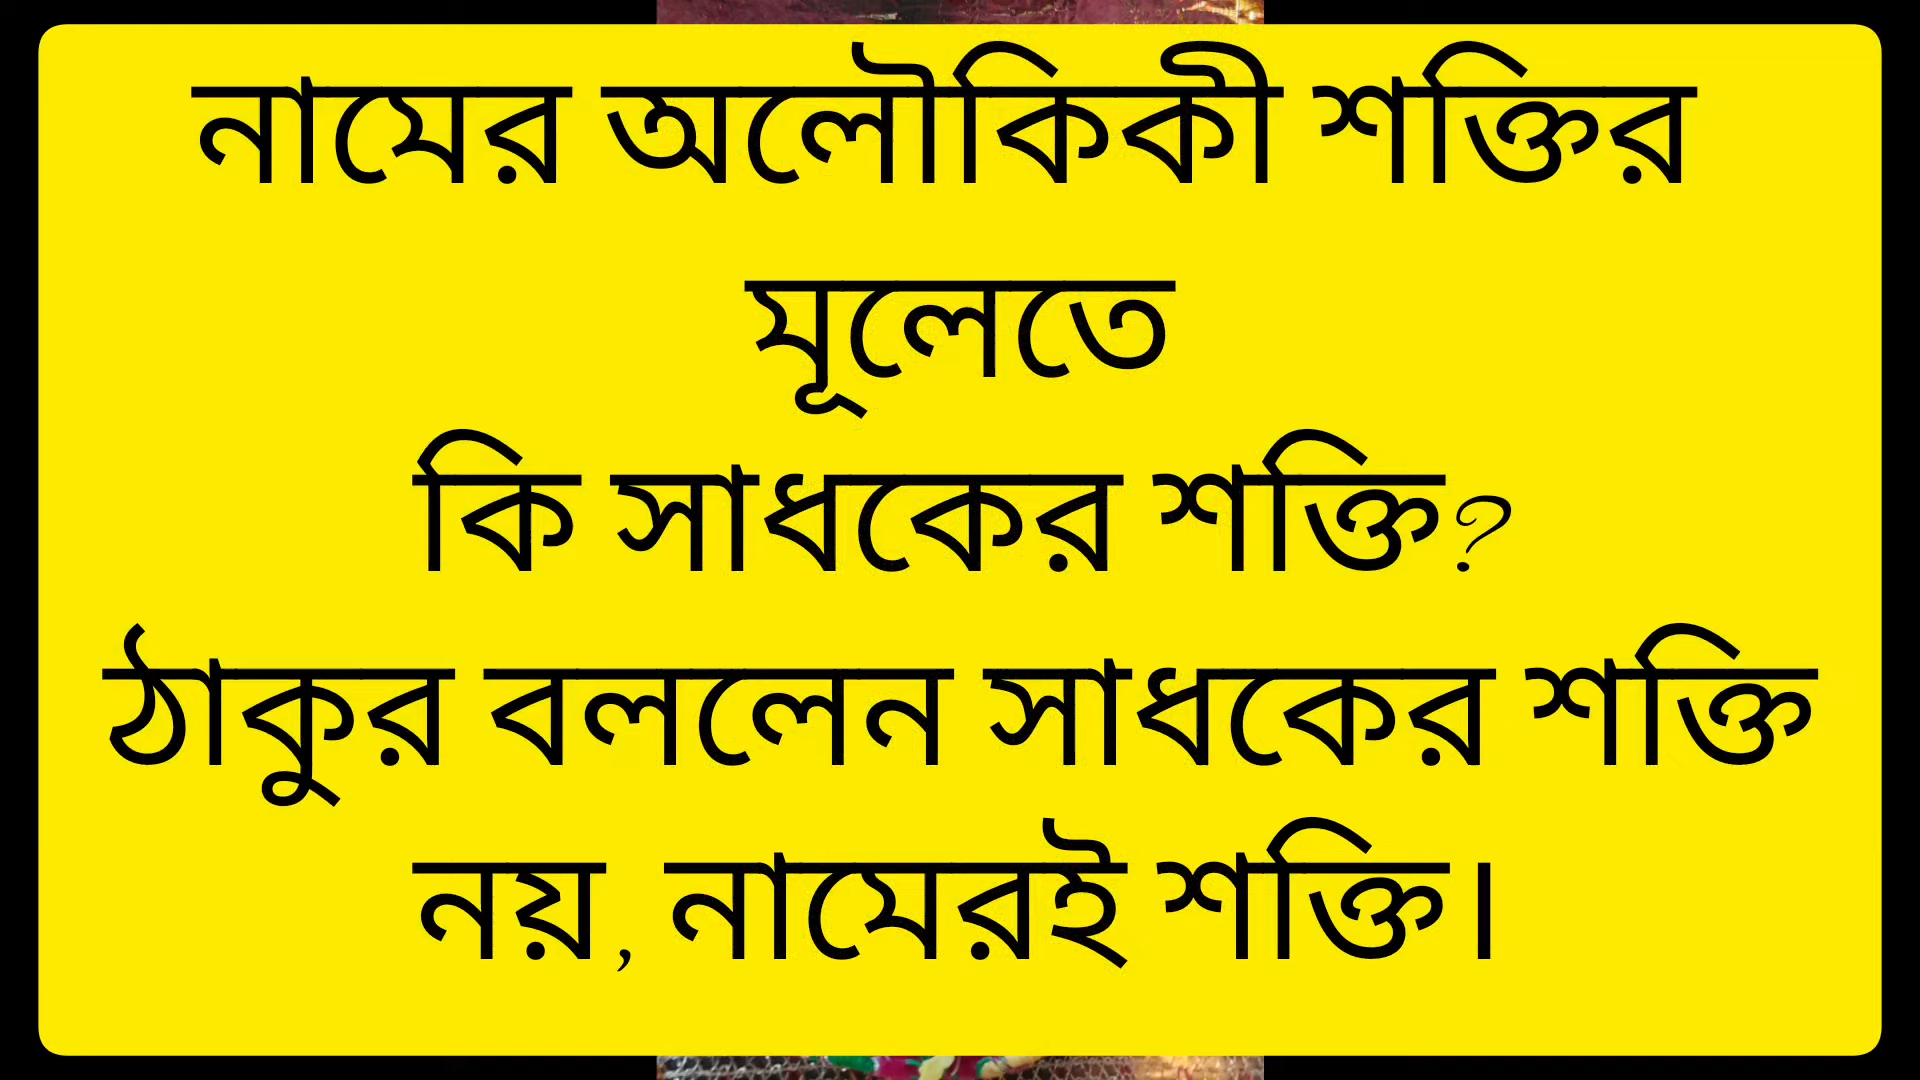 নামের অলৌকিকী শক্তির
মূলেতে
কি সাধকের শক্তি?
ঠাকুর বললেন সাধকের শক্তি
নয়, নামেরই শক্তি।